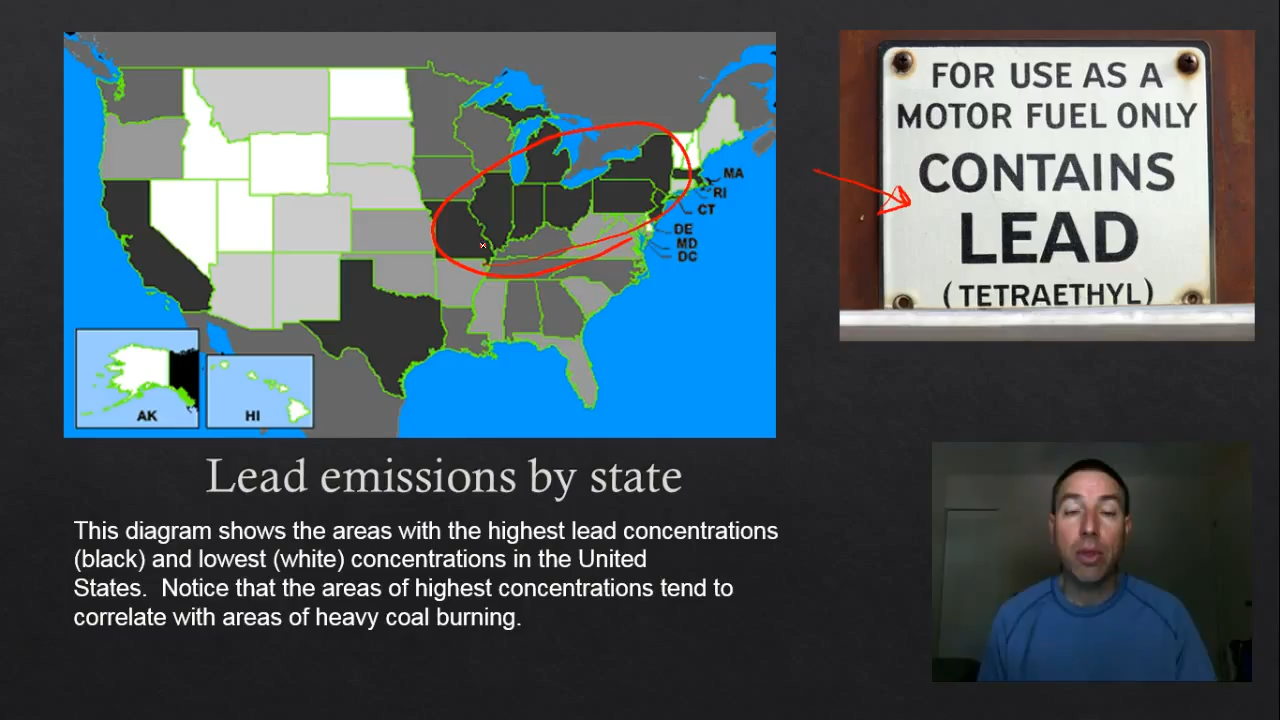 MA
RI
CT
DE
MD
DC
AK
HI
FOR USE AS A
MOTOR FUEL ONLY
CONTAINS
LEAD
(TETRAETHYL)
Lead emissions by state
This diagram shows the areas with the highest lead concentrations
(black) and lowest (white) concentrations in the United
States.  Notice that the areas of highest concentrations tend to
correlate with areas of heavy coal burning.